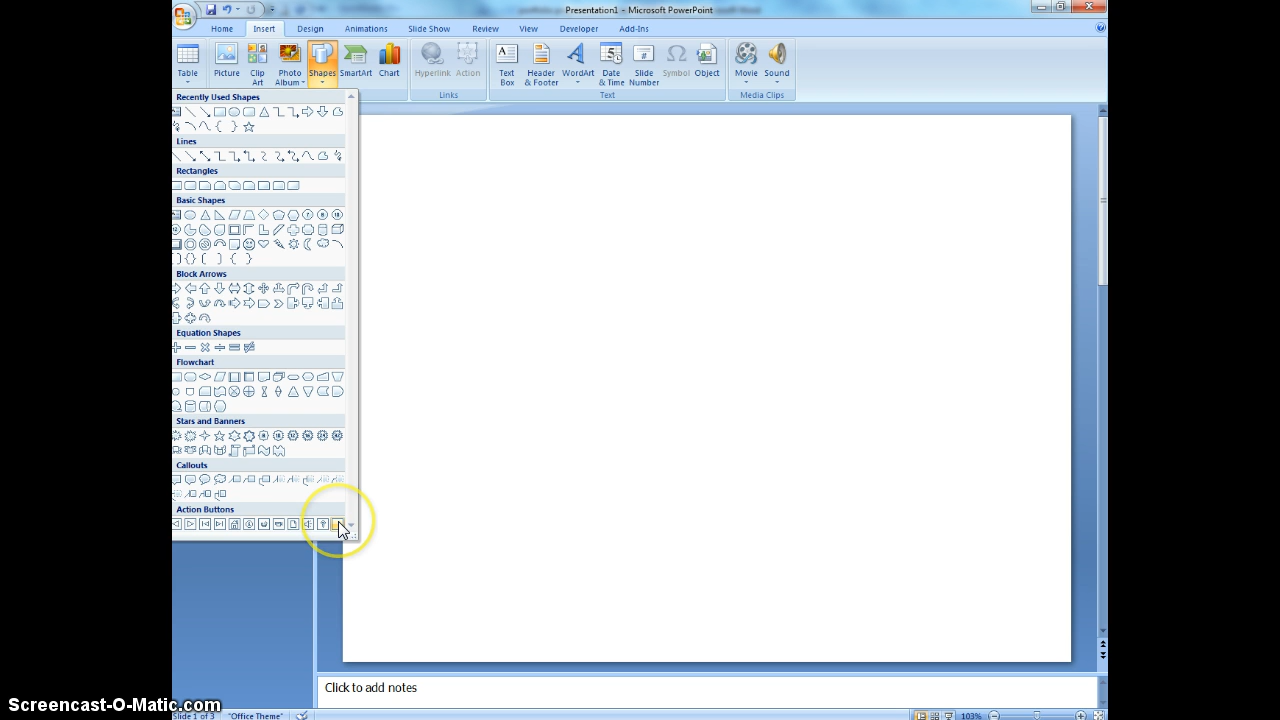 Presentation1 - Microsoft PowerPoint
Home Insert Design Animations Slide Show Review View Developer Add-Ins
Table Picture Clip Art Photo Album Shapes SmartArt Chart Hyperlink Action Text Box Header & Footer WordArt Date & Time Slide Number Symbol Object Movie Sound
Links Text Media Clips
Recently Used Shapes
Lines
Rectangles
Basic Shapes
Block Arrows
Equation Shapes
Flowchart
Stars and Banners
Callouts
Action Buttons
Click to add notes
Screencast-O-Matic.com
Slide 1 of 3 "Office Theme" 103%